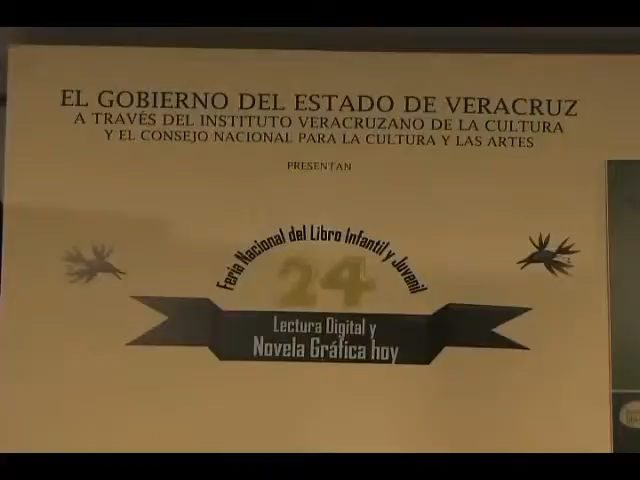 EL GOBIERNO DEL ESTADO DE VERACRUZ
A TRAVÉS DEL INSTITUTO VERACRUZANO DE LA CULTURA
Y EL CONSEJO NACIONAL PARA LA CULTURA Y LAS ARTES
PRESENTAN
Feria Nacional del Libro Infantil y Juvenil
24
Lectura Digital y
Novela Gráfica hoy